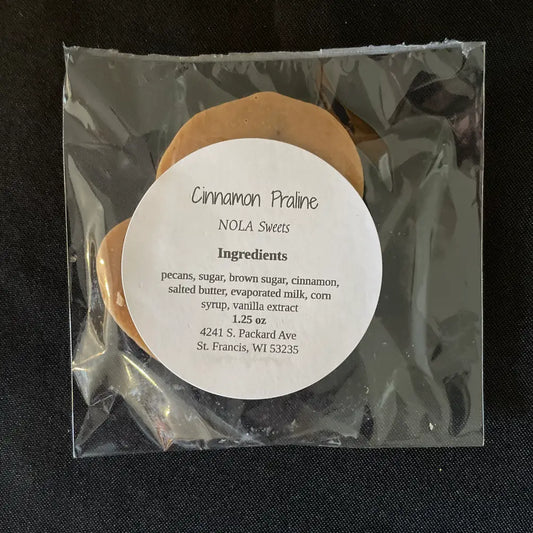 Cinnamon Praline
NOLA Sweets
Ingredients
pecans, sugar, brown sugar, cinnamon,
salted butter, evaporated milk, corn
syrup, vanilla extract
1.25 oz
4241 S. Packard Ave
St. Francis, WI 53235